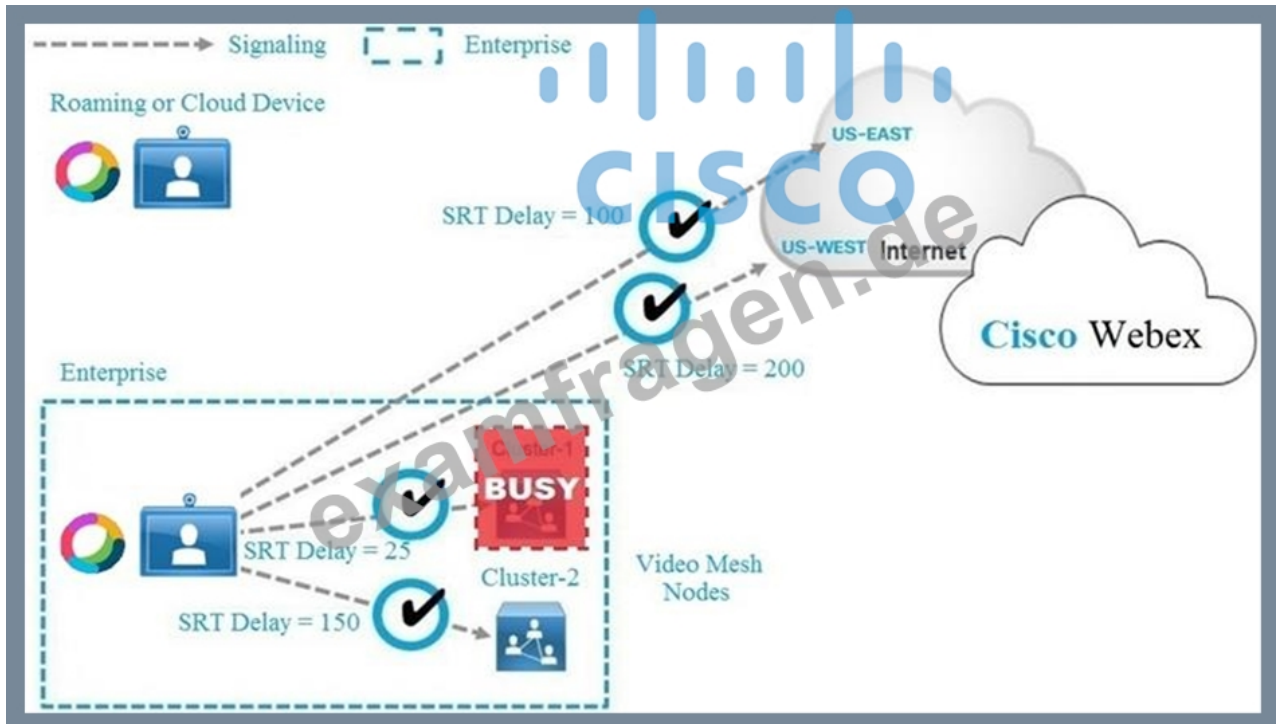 Signaling
Enterprise
Roaming or Cloud Device
CISCO
US-EAST
SRT Delay = 100
US-WEST
Internet
Cisco Webex
SRT Delay = 200
examfragen.de
Enterprise
Cluster-1
BUSY
SRT Delay = 25
Cluster-2
Video Mesh
Nodes
SRT Delay = 150